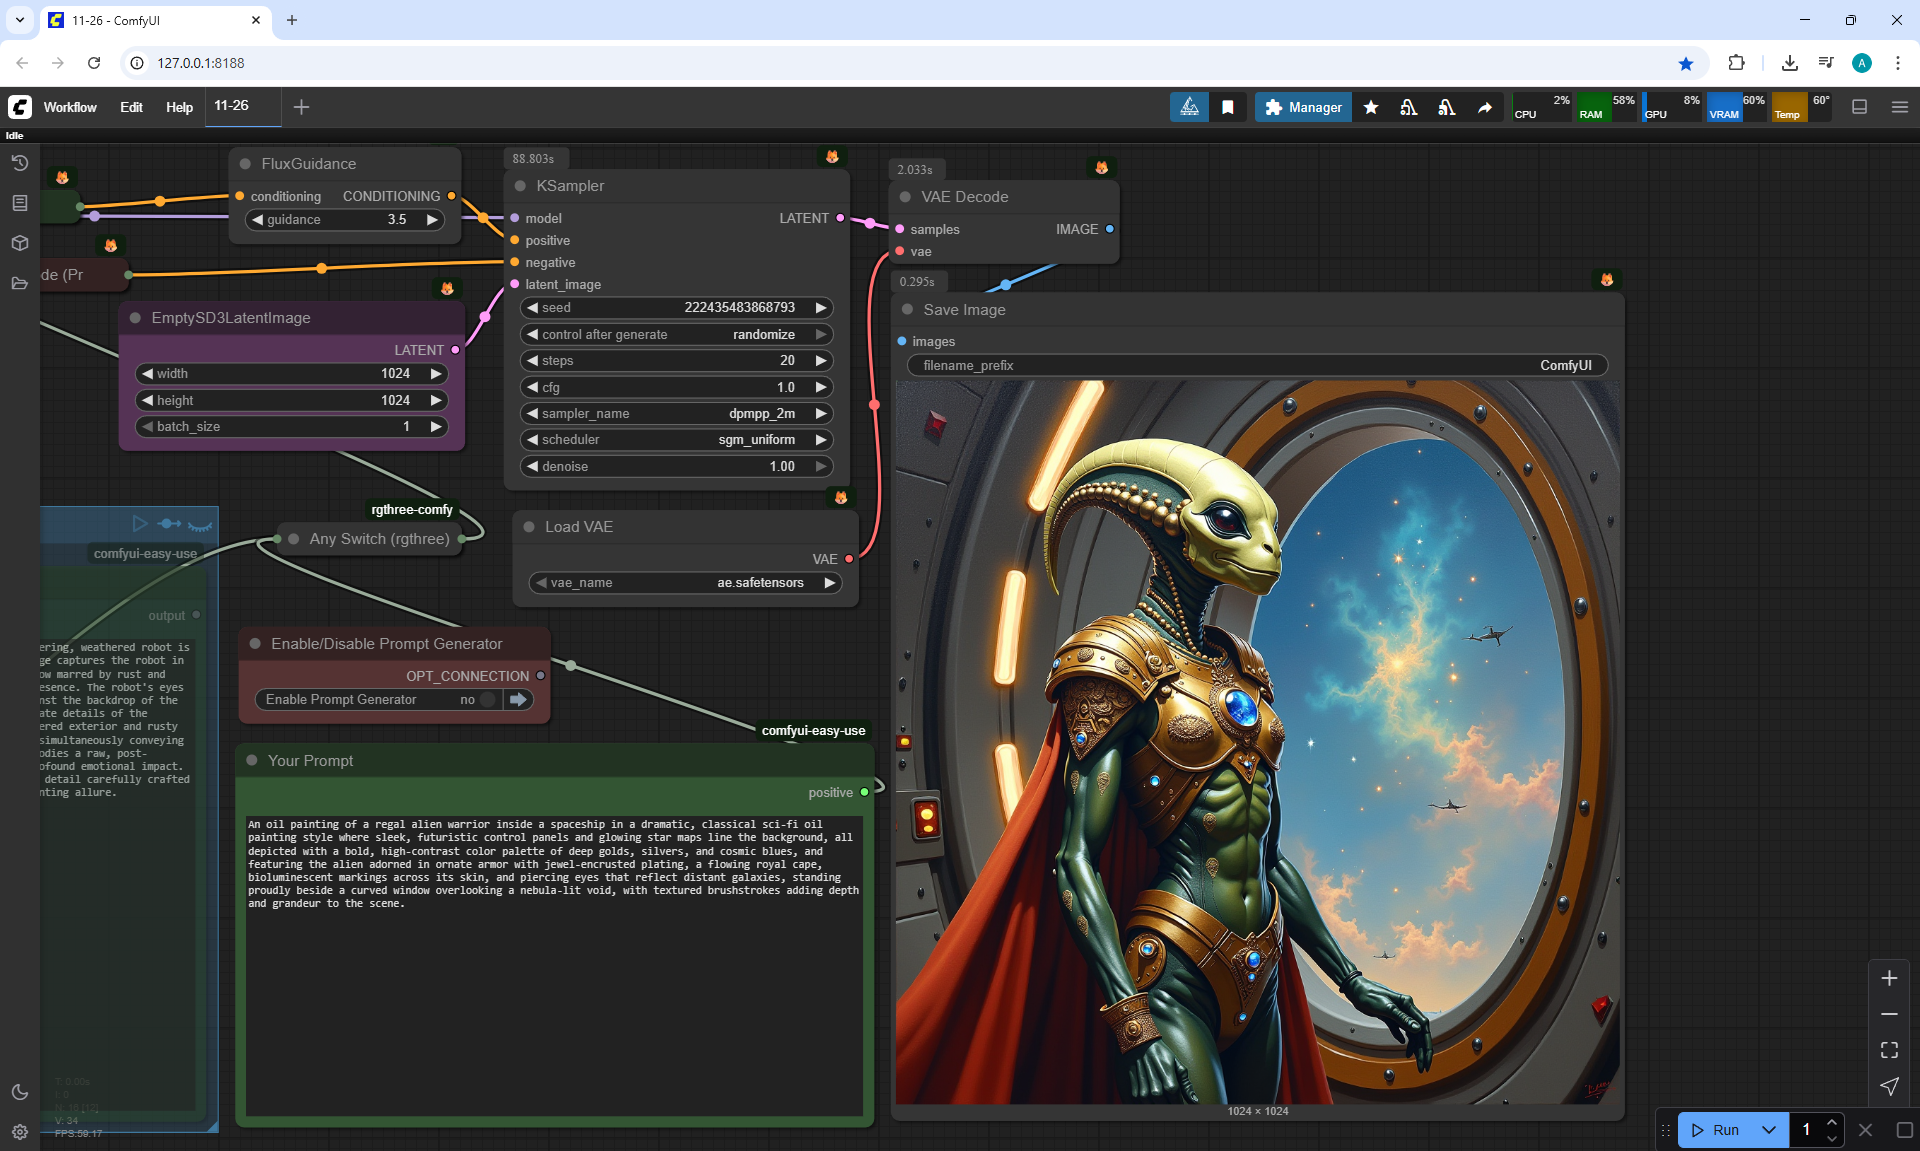 11-26 - ComfyUI
127.0.0.1:8188
A
Workflow
Edit
Help
11-26
Manager
CPU
2%
RAM
58%
GPU
8%
VRAM
60%
Temp
60°
Idle
FluxGuidance
conditioning
CONDITIONING
guidance
3.5
88.803s
KSampler
model
LATENT
positive
negative
latent_image
seed
222435483868793
control after generate
randomize
steps
20
cfg
1.0
sampler_name
dpmpp_2m
scheduler
sgm_uniform
denoise
1.00
2.033s
VAE Decode
samples
IMAGE
vae
0.295s
Save Image
images
filename_prefix
ComfyUI
1024 × 1024
de (Pr
EmptySD3LatentImage
LATENT
width
1024
height
1024
batch_size
1
rgthree-comfy
Any Switch (rgthree)
Load VAE
VAE
vae_name
ae.safetensors
comfyui-easy-use
output
ering, weathered robot is
ge captures the robot in
ow marred by rust and
esence. The robot's eyes
nst the backdrop of the
ate details of the
ered exterior and rusty
simultaneously conveying
odies a raw, post-
ofound emotional impact.
detail carefully crafted
nting allure.
Enable/Disable Prompt Generator
OPT_CONNECTION
Enable Prompt Generator
no
comfyui-easy-use
Your Prompt
positive
An oil painting of a regal alien warrior inside a spaceship in a dramatic, classical sci-fi oil
painting style where sleek, futuristic control panels and glowing star maps line the background, all
depicted with a bold, high-contrast color palette of deep golds, silvers, and cosmic blues, and
featuring the alien adorned in ornate armor with jewel-encrusted plating, a flowing royal cape,
bioluminescent markings across its skin, and piercing eyes that reflect distant galaxies, standing
proudly beside a curved window overlooking a nebula-lit void, with textured brushstrokes adding depth
and grandeur to the scene.
T: 0.00s
I: 0
V: 34
FPS:59.17
Run
1